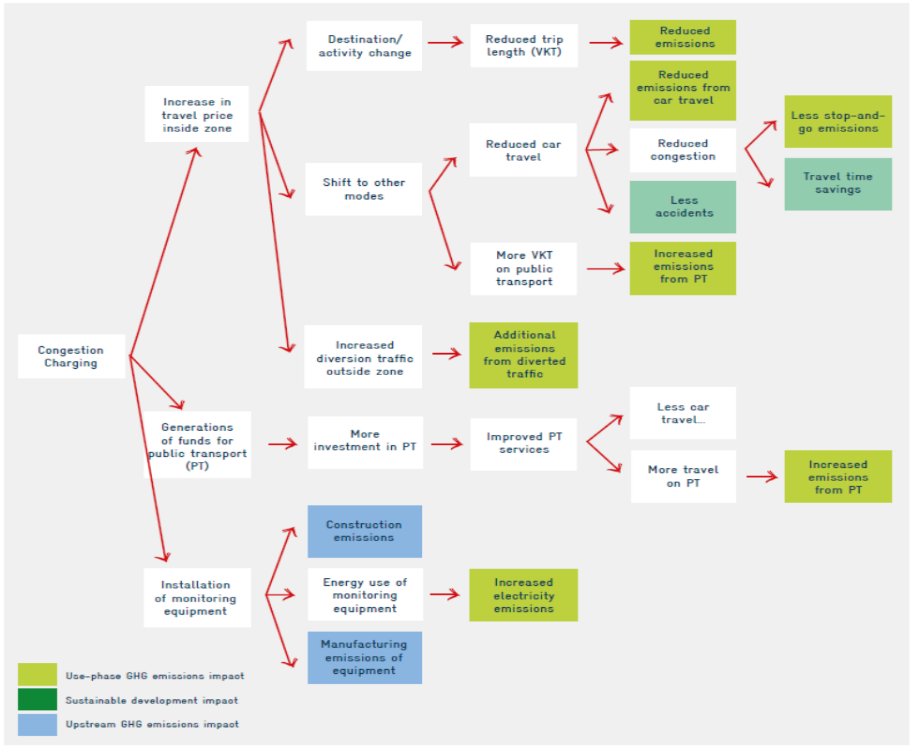 Destination/
activity change
Reduced trip
length (VKT)
Reduced
emissions
Increase in
travel price
inside zone
Reduced
emissions from
car travel
Reduced car
travel
Reduced
congestion
Less stop-and-
go emissions
Travel time
savings
Shift to other
modes
Less
accidents
More VKT
on public
transport
Increased
emissions
from PT
Congestion
Charging
Increased
diversion traffic
outside zone
Additional
emissions
from diverted
traffic
Generations
of funds for
public transport
(PT)
More
investment in PT
Improved PT
services
Less car
travel...
More travel
on PT
Increased
emissions
from PT
Construction
emissions
Installation
of monitoring
equipment
Energy use of
monitoring
equipment
Increased
electricity
emissions
Manufacturing
emissions of
equipment
Use-phase GHG emissions impact
Sustainable development impact
Upstream GHG emissions impact